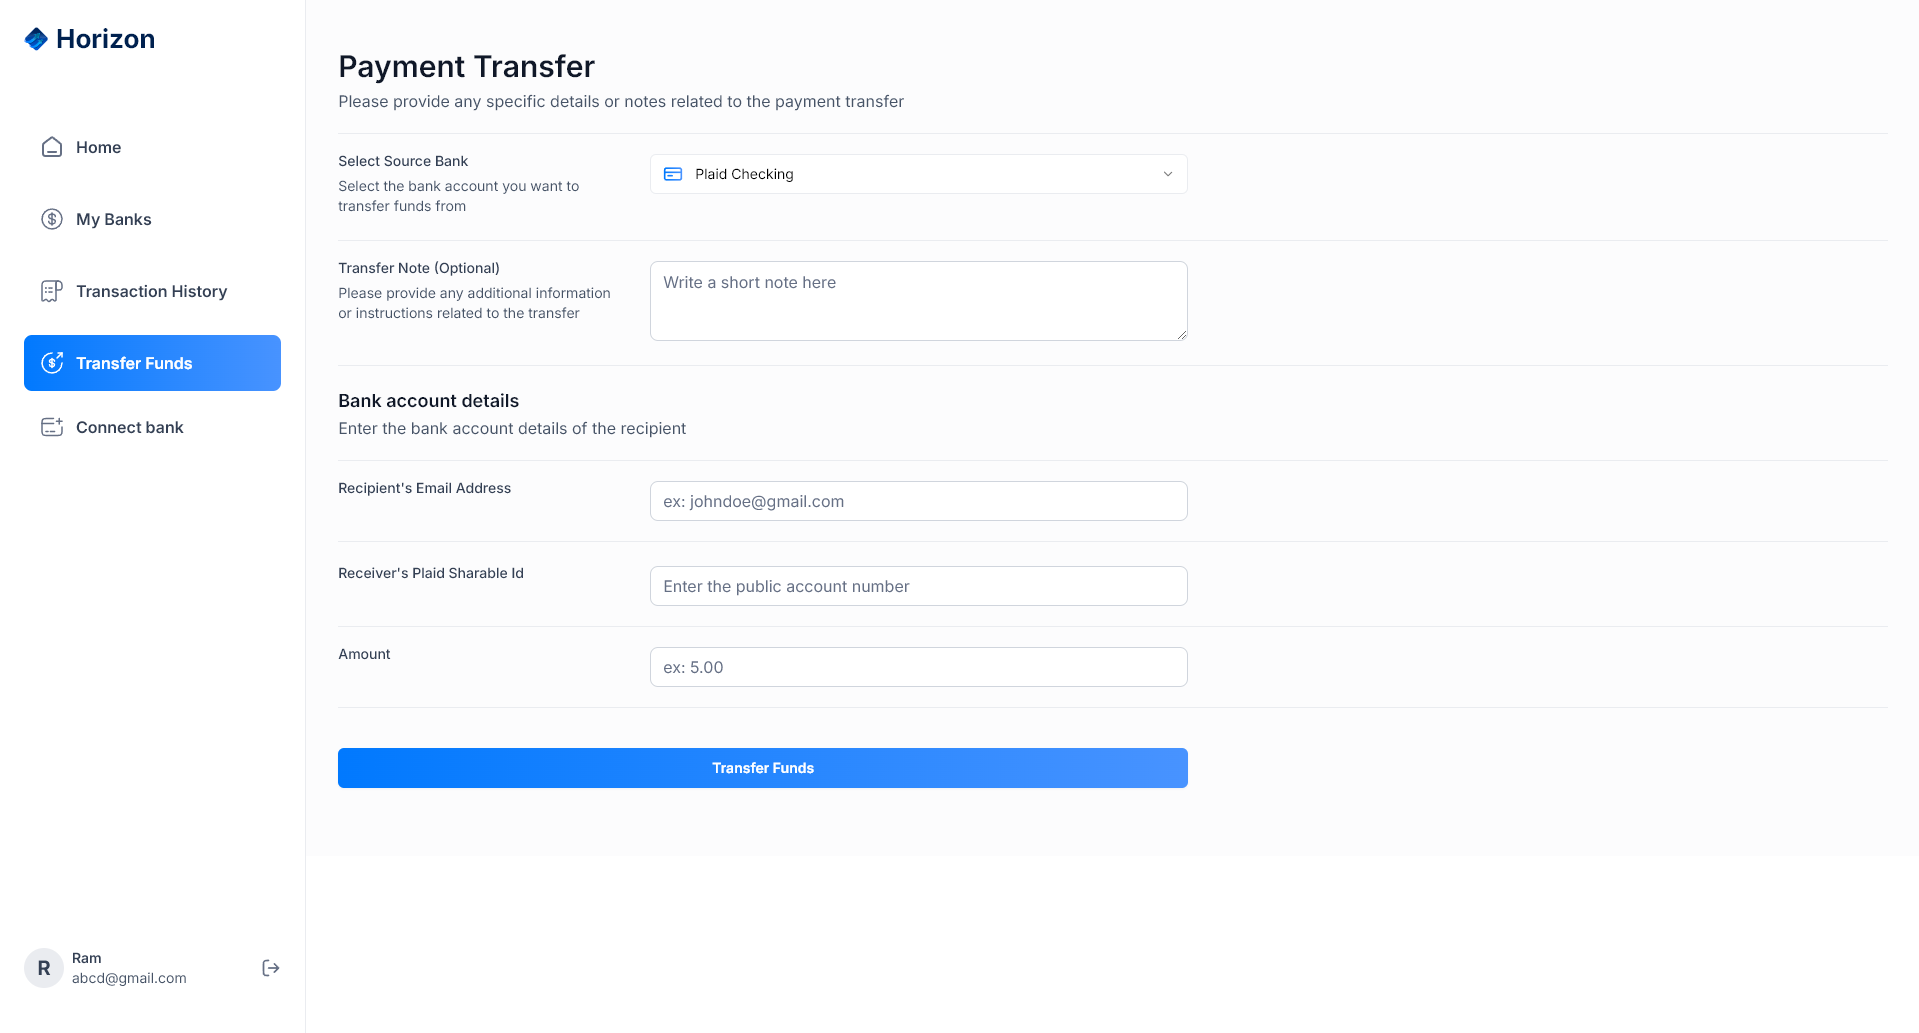 Horizon
Home
My Banks
Transaction History
Transfer Funds
Connect bank
R
Ram
abcd@gmail.com
Payment Transfer
Please provide any specific details or notes related to the payment transfer
Select Source Bank
Select the bank account you want to
transfer funds from
Plaid Checking
Transfer Note (Optional)
Please provide any additional information
or instructions related to the transfer
Write a short note here
Bank account details
Enter the bank account details of the recipient
Recipient's Email Address
ex: johndoe@gmail.com
Receiver's Plaid Sharable Id
Enter the public account number
Amount
ex: 5.00
Transfer Funds